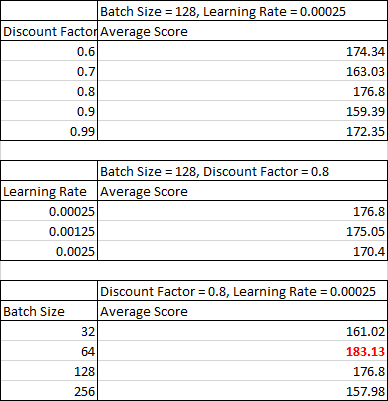 Batch Size = 128, Learning Rate = 0.00025
Discount Factor Average Score
0.6 174.34
0.7 163.03
0.8 176.8
0.9 159.39
0.99 172.35
Batch Size = 128, Discount Factor = 0.8
Learning Rate Average Score
0.00025 176.8
0.00125 175.05
0.0025 170.4
Discount Factor = 0.8, Learning Rate = 0.00025
Batch Size Average Score
32 161.02
64 183.13
128 176.8
256 157.98